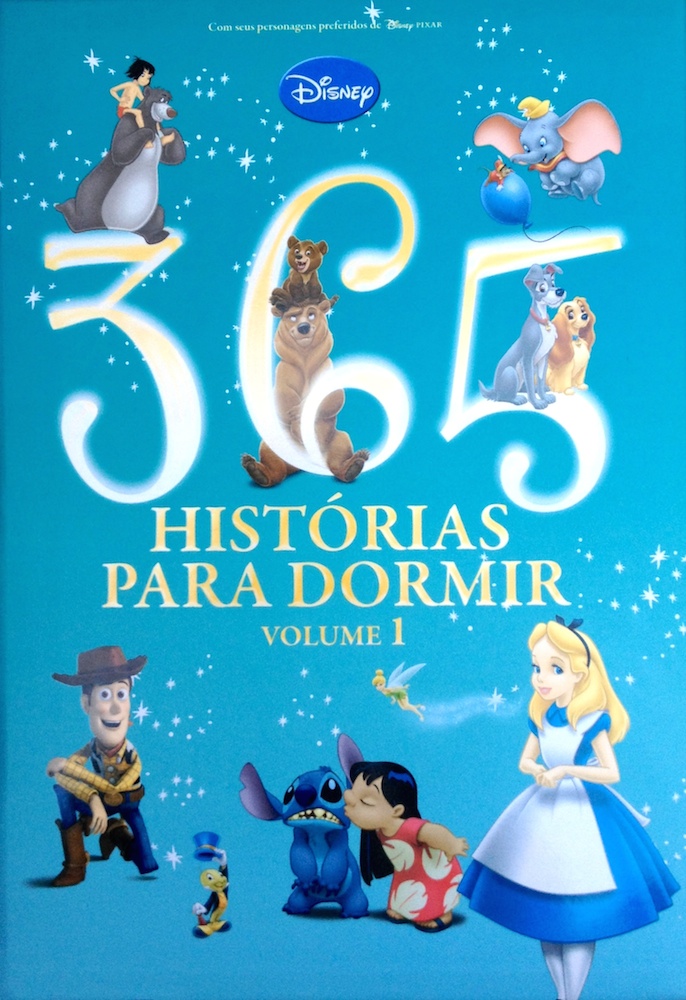 Com seus personagens preferidos de Disney PIXAR
Disney
365
HISTÓRIAS
PARA DORMIR
VOLUME 1